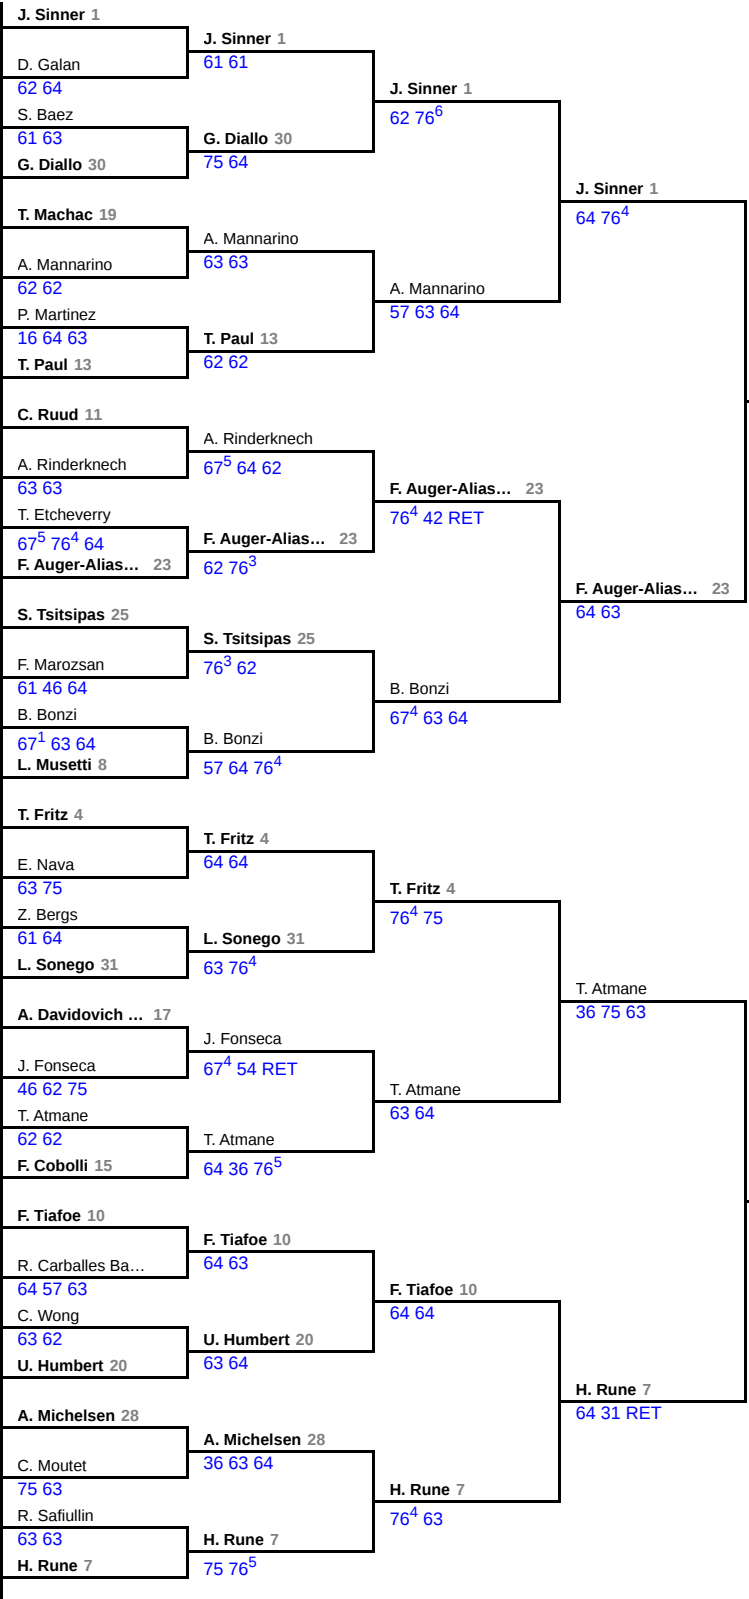 J. Sinner 1
D. Galan
62 64
S. Baez
61 63
G. Diallo 30
T. Machac 19
A. Mannarino
62 62
P. Martinez
16 64 63
T. Paul 13
C. Ruud 11
A. Rinderknech
63 63
T. Etcheverry
67⁵ 76⁴ 64
F. Auger-Alias… 23
S. Tsitsipas 25
F. Marozsan
61 46 64
B. Bonzi
67¹ 63 64
L. Musetti 8
T. Fritz 4
E. Nava
63 75
Z. Bergs
61 64
L. Sonego 31
A. Davidovich … 17
J. Fonseca
46 62 75
T. Atmane
62 62
F. Cobolli 15
F. Tiafoe 10
R. Carballes Ba…
64 57 63
C. Wong
63 62
U. Humbert 20
A. Michelsen 28
C. Moutet
75 63
R. Safiullin
63 63
H. Rune 7
J. Sinner 1
61 61
G. Diallo 30
75 64
A. Mannarino
63 63
T. Paul 13
62 62
A. Rinderknech
67⁵ 64 62
F. Auger-Alias… 23
62 76³
S. Tsitsipas 25
76³ 62
B. Bonzi
57 64 76⁴
T. Fritz 4
64 64
L. Sonego 31
63 76⁴
J. Fonseca
67⁴ 54 RET
T. Atmane
64 36 76⁵
F. Tiafoe 10
64 63
U. Humbert 20
63 64
A. Michelsen 28
36 63 64
H. Rune 7
75 76⁵
J. Sinner 1
62 76⁶
A. Mannarino
57 63 64
F. Auger-Alias… 23
76⁴ 42 RET
B. Bonzi
67⁴ 63 64
T. Fritz 4
76⁴ 75
T. Atmane
63 64
F. Tiafoe 10
64 64
H. Rune 7
76⁴ 63
J. Sinner 1
64 76⁴
F. Auger-Alias… 23
64 63
T. Atmane
36 75 63
H. Rune 7
64 31 RET